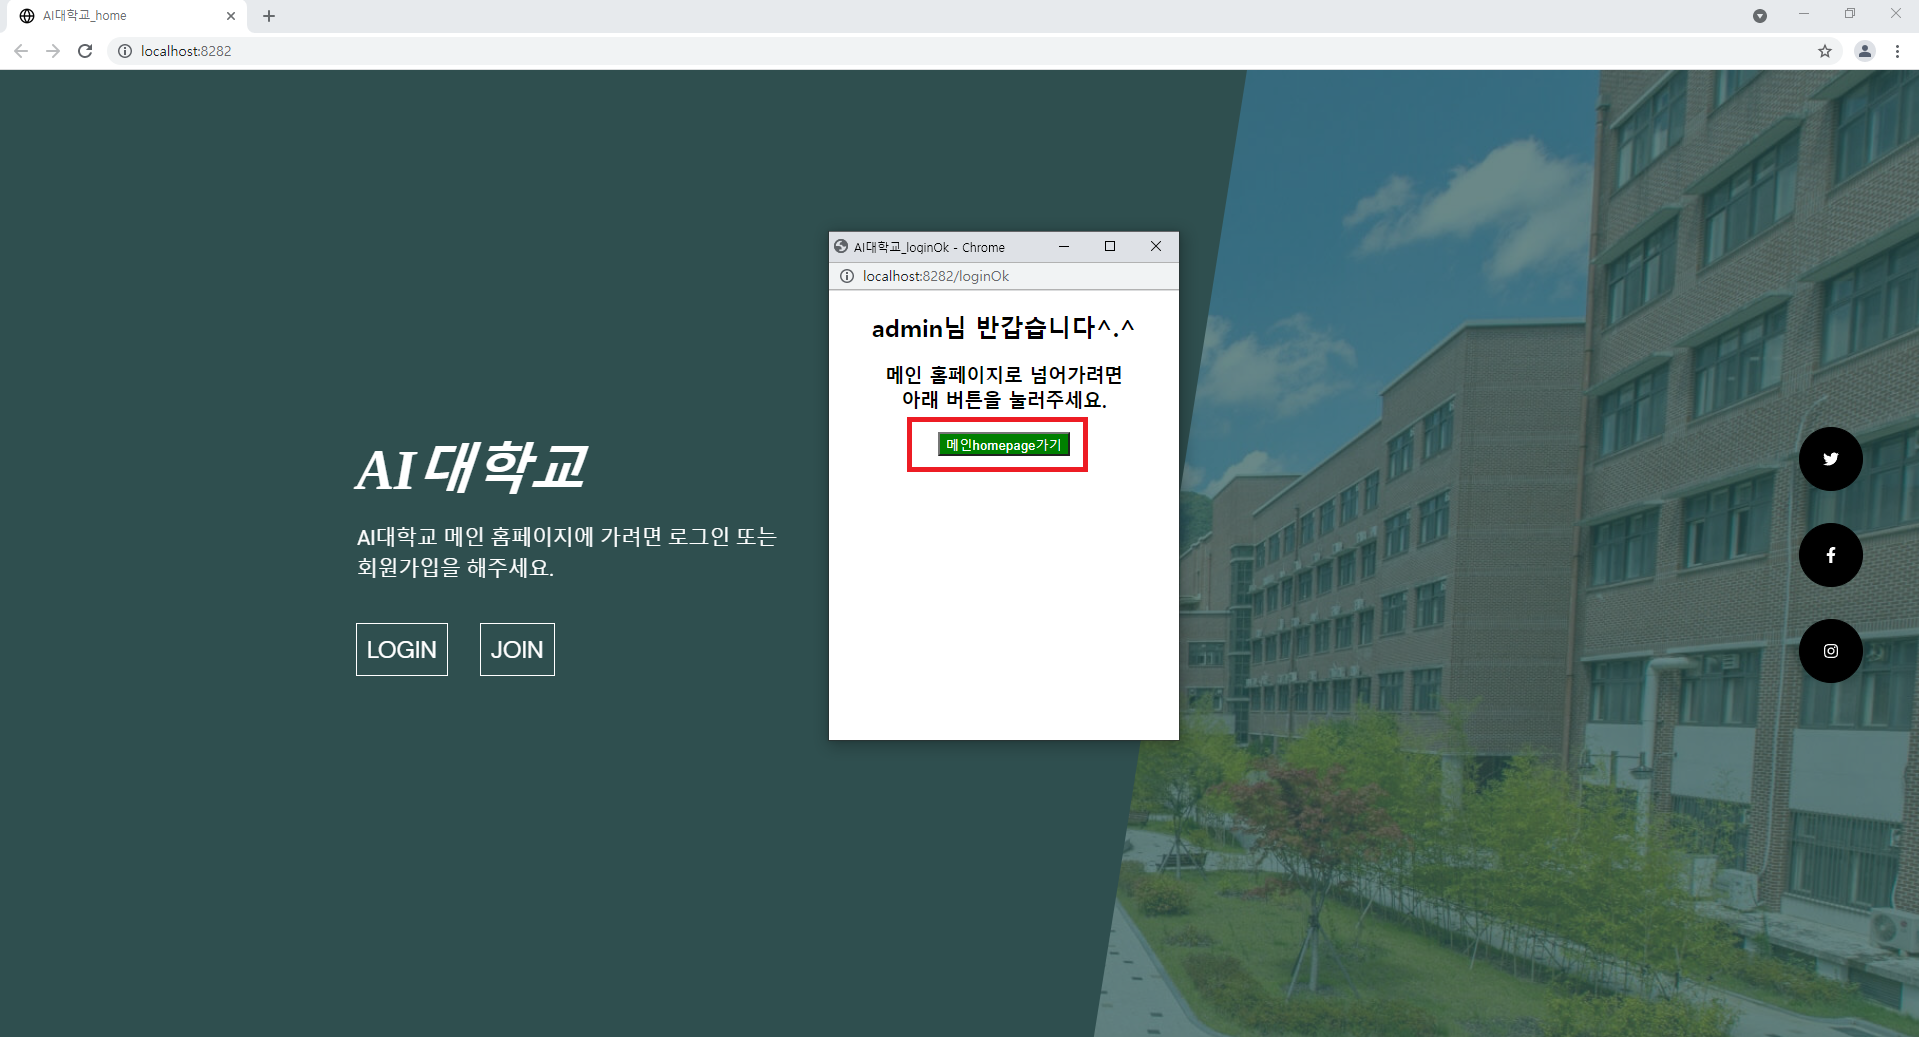 AI대학교_home
localhost:8282
AI대학교
AI대학교 메인 홈페이지에 가려면 로그인 또는
회원가입을 해주세요.
LOGIN JOIN
AI대학교_loginOk - Chrome
localhost:8282/loginOk
admin님 반갑습니다^.^
메인 홈페이지로 넘어가려면
아래 버튼을 눌러주세요.
메인homepage가기